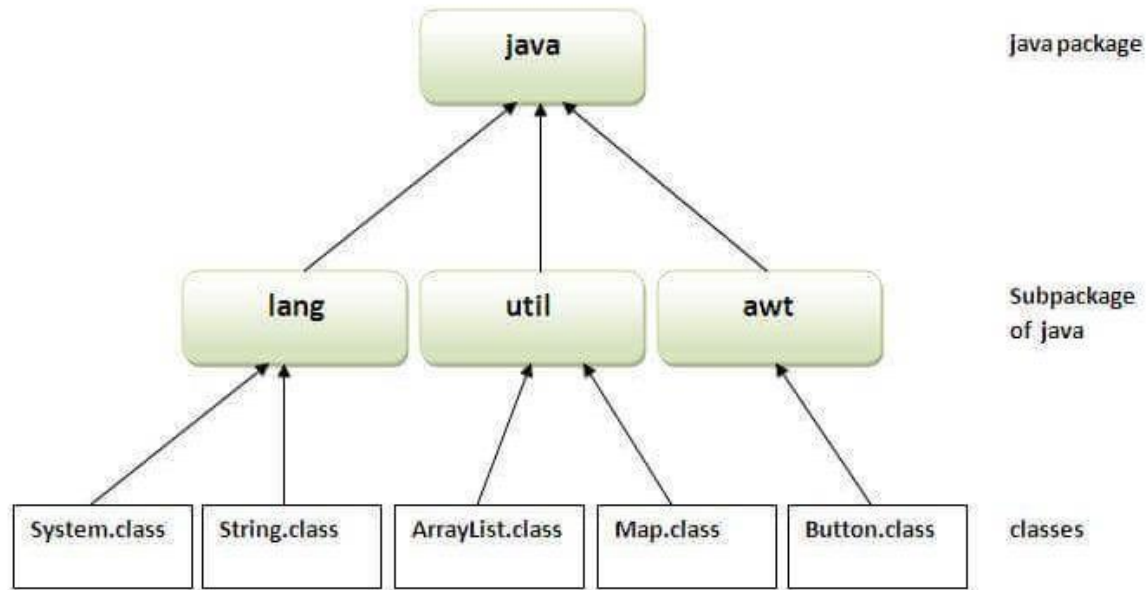 java
java package
lang
util
awt
Subpackage
of java
System.class
String.class
ArrayList.class
Map.class
Button.class
classes